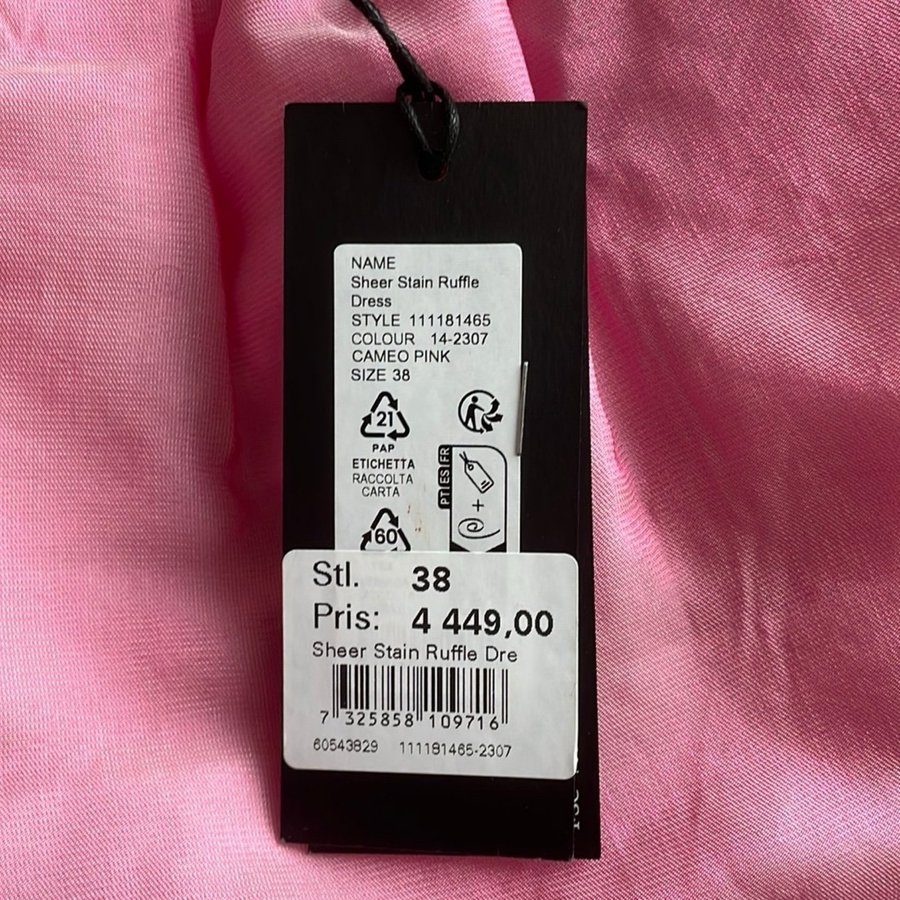 NAME
Sheer Stain Ruffle
Dress
STYLE 111181465
COLOUR 14-2307
CAMEO PINK
SIZE 38
21
PAP
ETICHETTA
RACCOLTA
CARTA
PT|ES|FR
+
60
Stl. 38
Pris: 4 449,00
Sheer Stain Ruffle Dre
7 325858 109716
60543829 111181465-2307